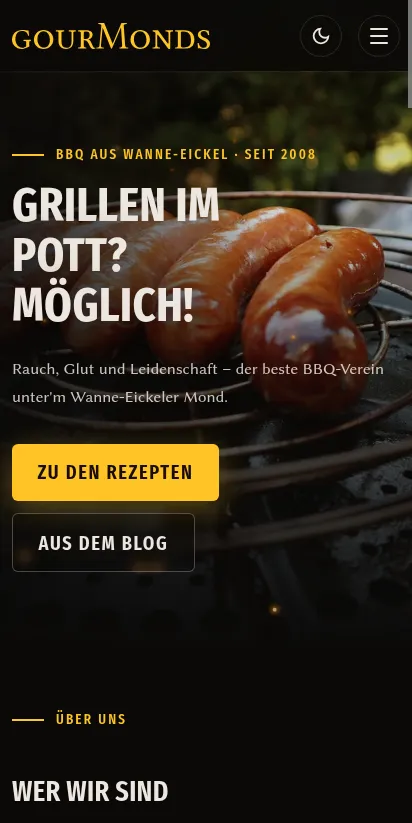 GOURMONDS
BBQ AUS WANNE-EICKEL · SEIT 2008
GRILLEN IM
POTT?
MÖGLICH!
Rauch, Glut und Leidenschaft – der beste BBQ-Verein
unter'm Wanne-Eickeler Mond.
ZU DEN REZEPTEN
AUS DEM BLOG
ÜBER UNS
WER WIR SIND